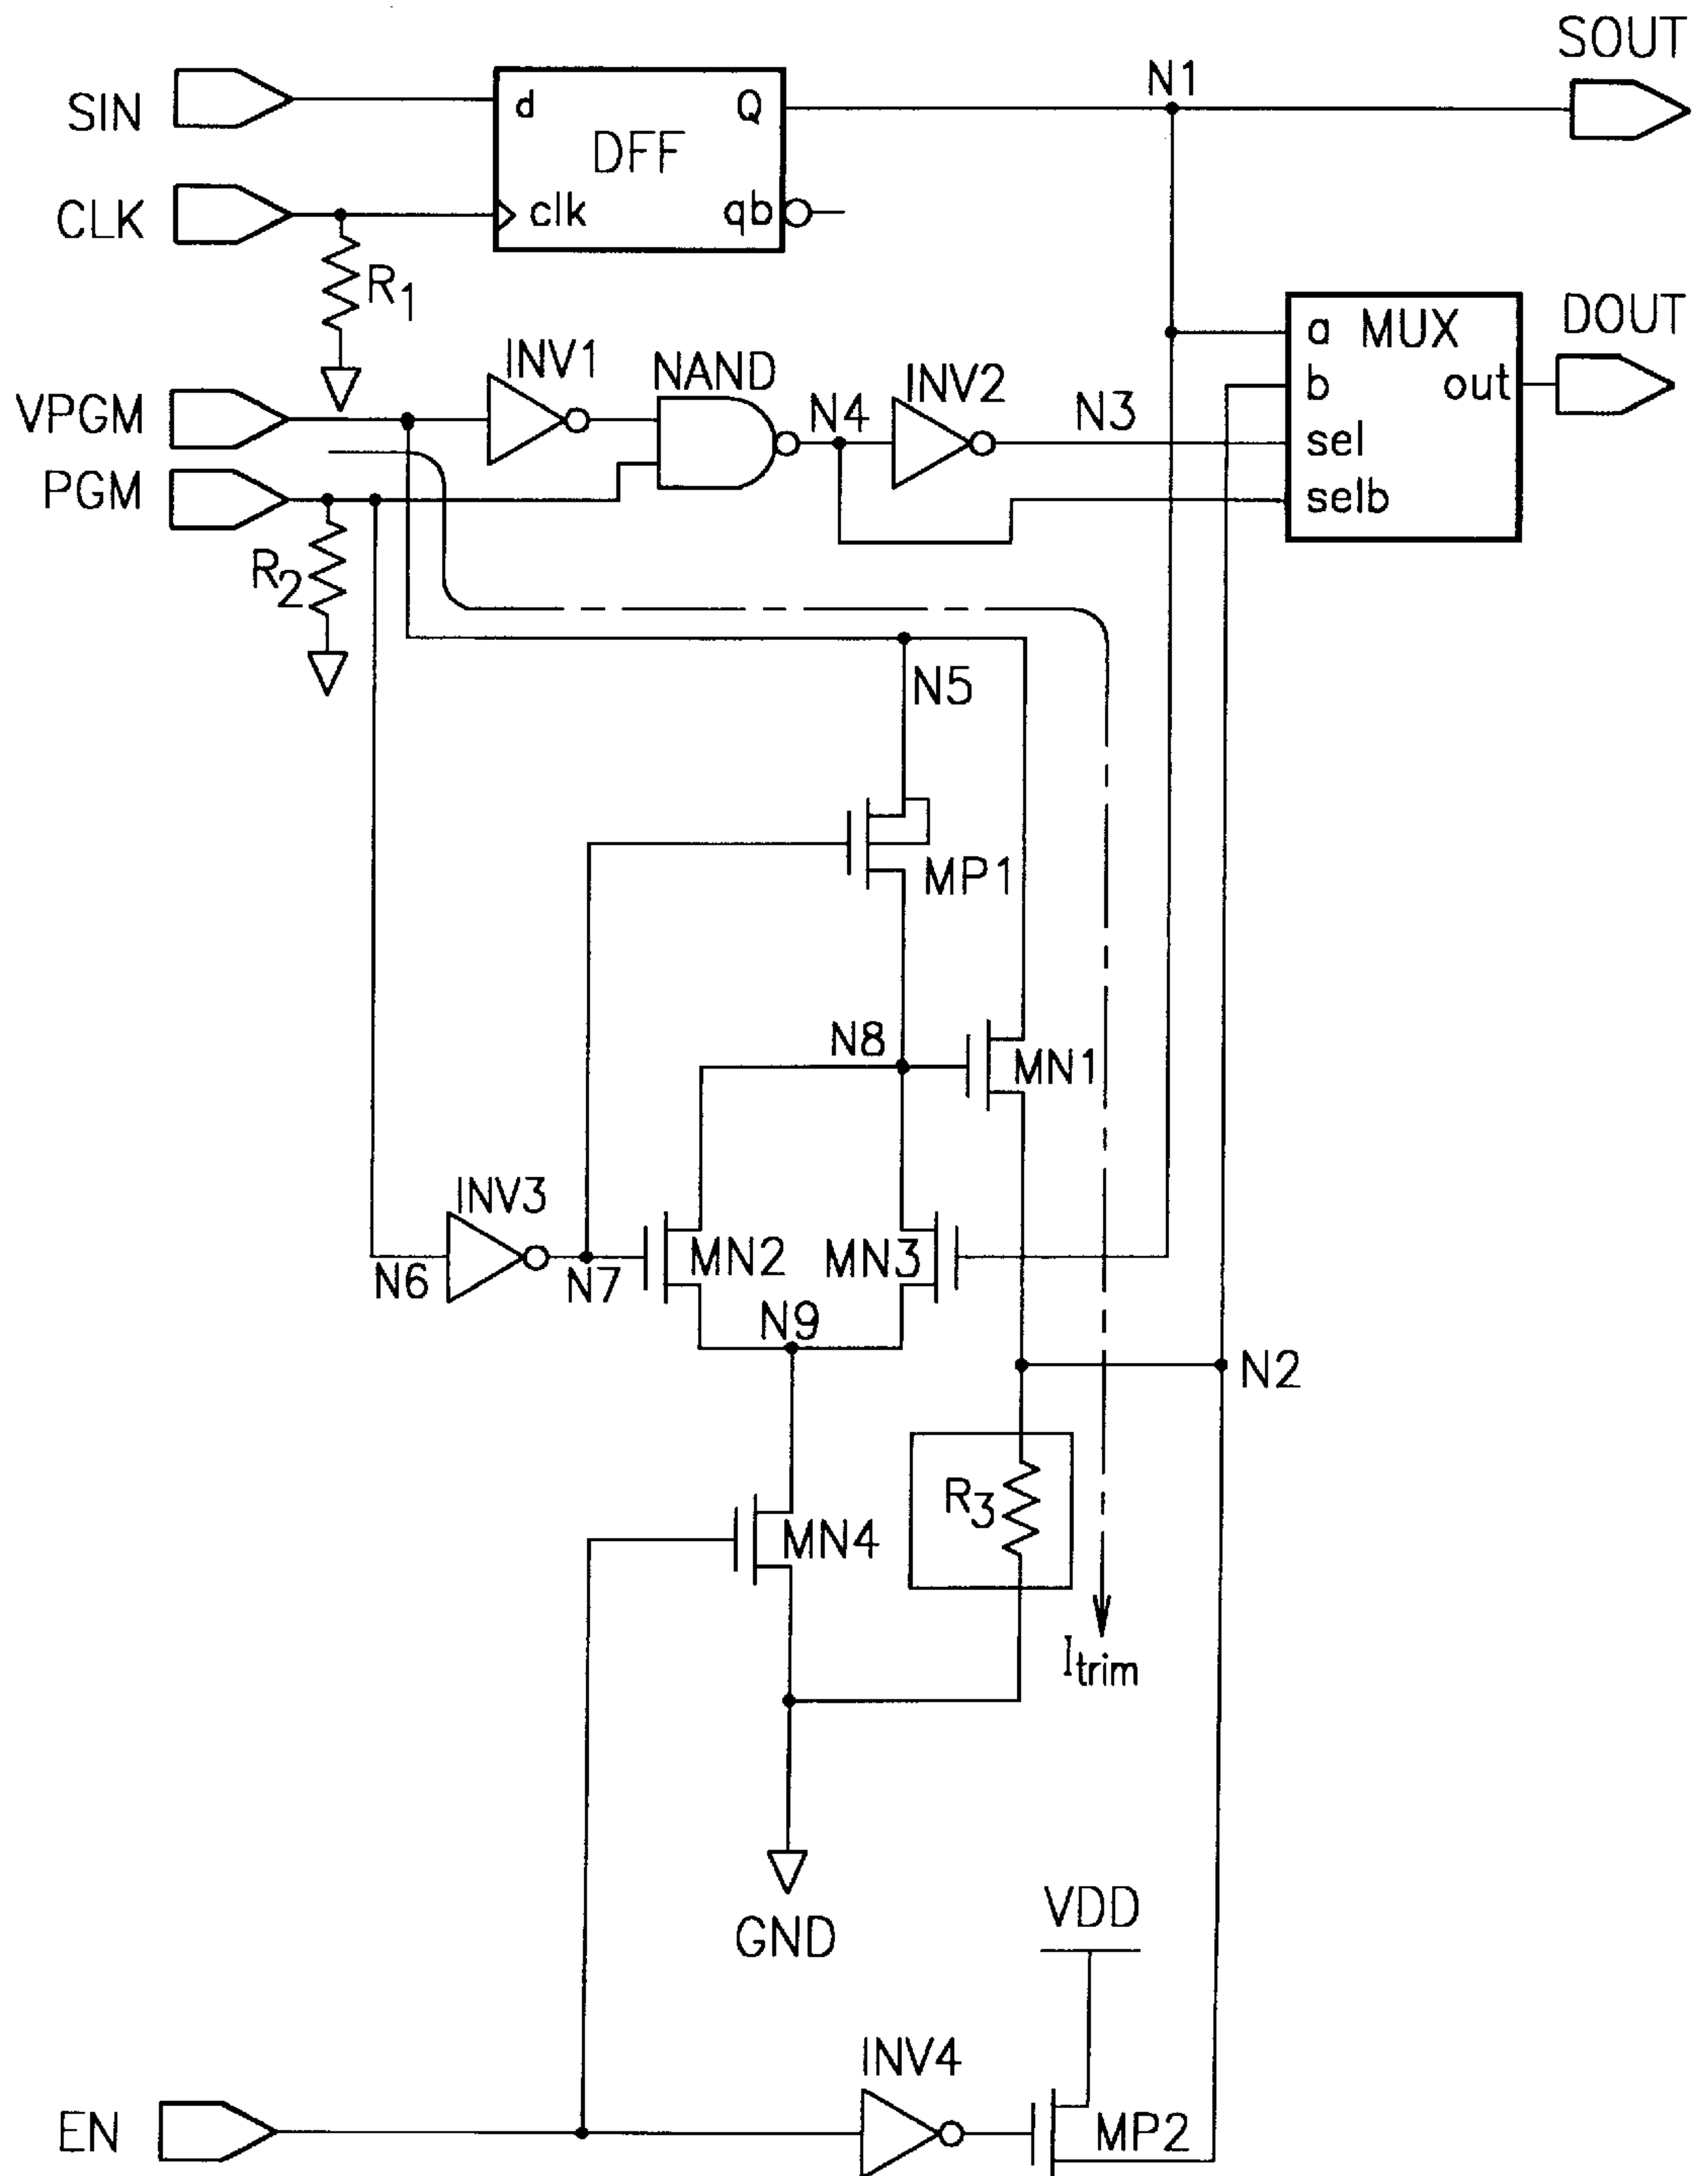 SOUT
N1
SIN
d
Q
DFF
CLK
clk
qb
R1
DOUT
a
MUX
INV1
NAND
INV2
b
out
VPGM
N4
N3
sel
PGM
selb
R2
N5
MP1
N8
MN1
INV3
MN2
MN3
N6
N7
N9
N2
R3
MN4
Itrim
VDD
GND
INV4
EN
MP2